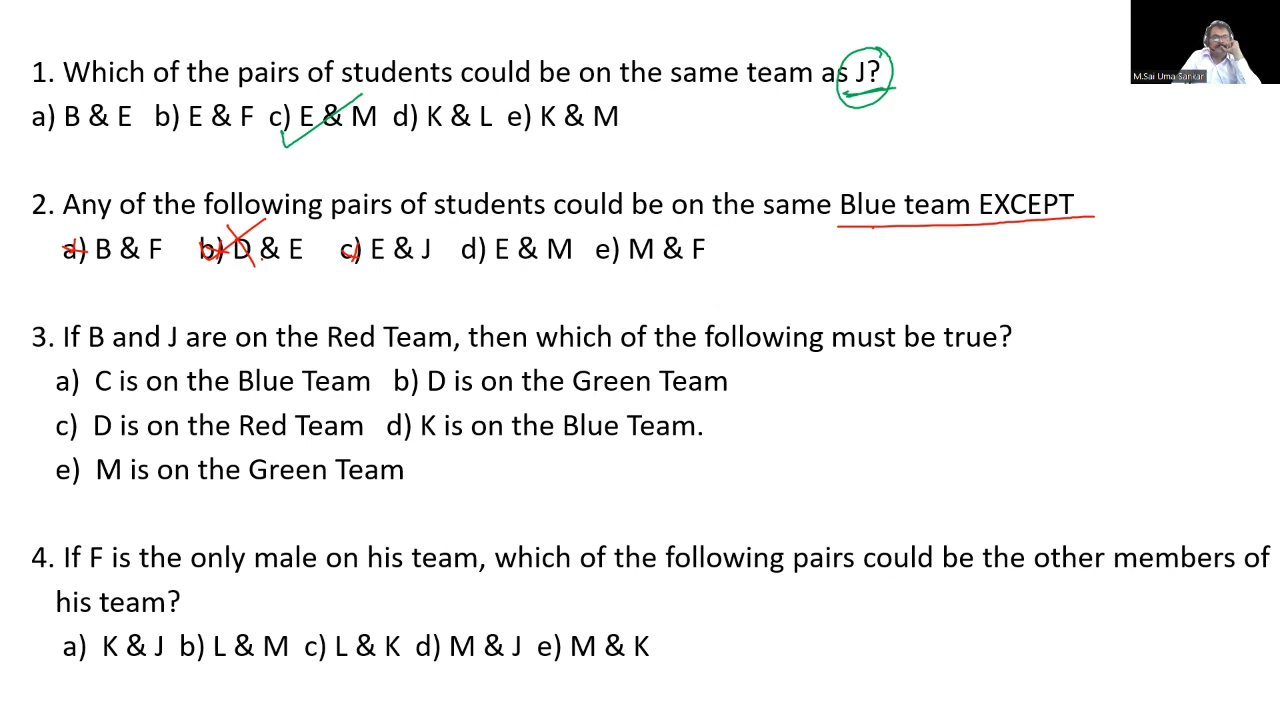 M.Sai Uma Sankar
1. Which of the pairs of students could be on the same team as J?
a) B & E b) E & F c) E & M d) K & L e) K & M
2. Any of the following pairs of students could be on the same Blue team EXCEPT
a) B & F b) D & E c) E & J d) E & M e) M & F
3. If B and J are on the Red Team, then which of the following must be true?
a) C is on the Blue Team b) D is on the Green Team
c) D is on the Red Team d) K is on the Blue Team.
e) M is on the Green Team
4. If F is the only male on his team, which of the following pairs could be the other members of
his team?
a) K & J b) L & M c) L & K d) M & J e) M & K